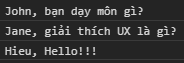 John, bạn dạy môn gì?
Jane, giải thích UX là gì?
Hieu, Hello!!!